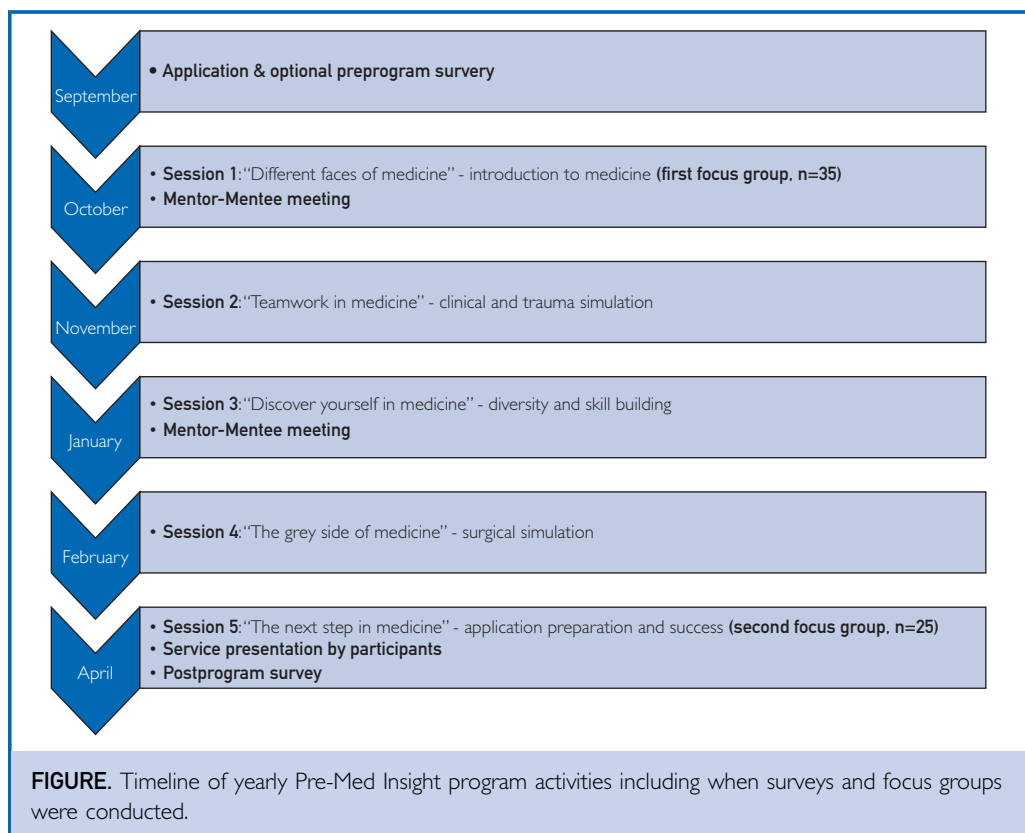 September
• Application & optional preprogram survery
October
• Session 1: "Different faces of medicine" - introduction to medicine (first focus group, n=35)
• Mentor-Mentee meeting
November
• Session 2: "Teamwork in medicine" - clinical and trauma simulation
January
• Session 3: "Discover yourself in medicine" - diversity and skill building
• Mentor-Mentee meeting
February
• Session 4: "The grey side of medicine" - surgical simulation
April
• Session 5: "The next step in medicine" - application preparation and success (second focus group, n=25)
• Service presentation by participants
• Postprogram survey
FIGURE. Timeline of yearly Pre-Med Insight program activities including when surveys and focus groups
were conducted.